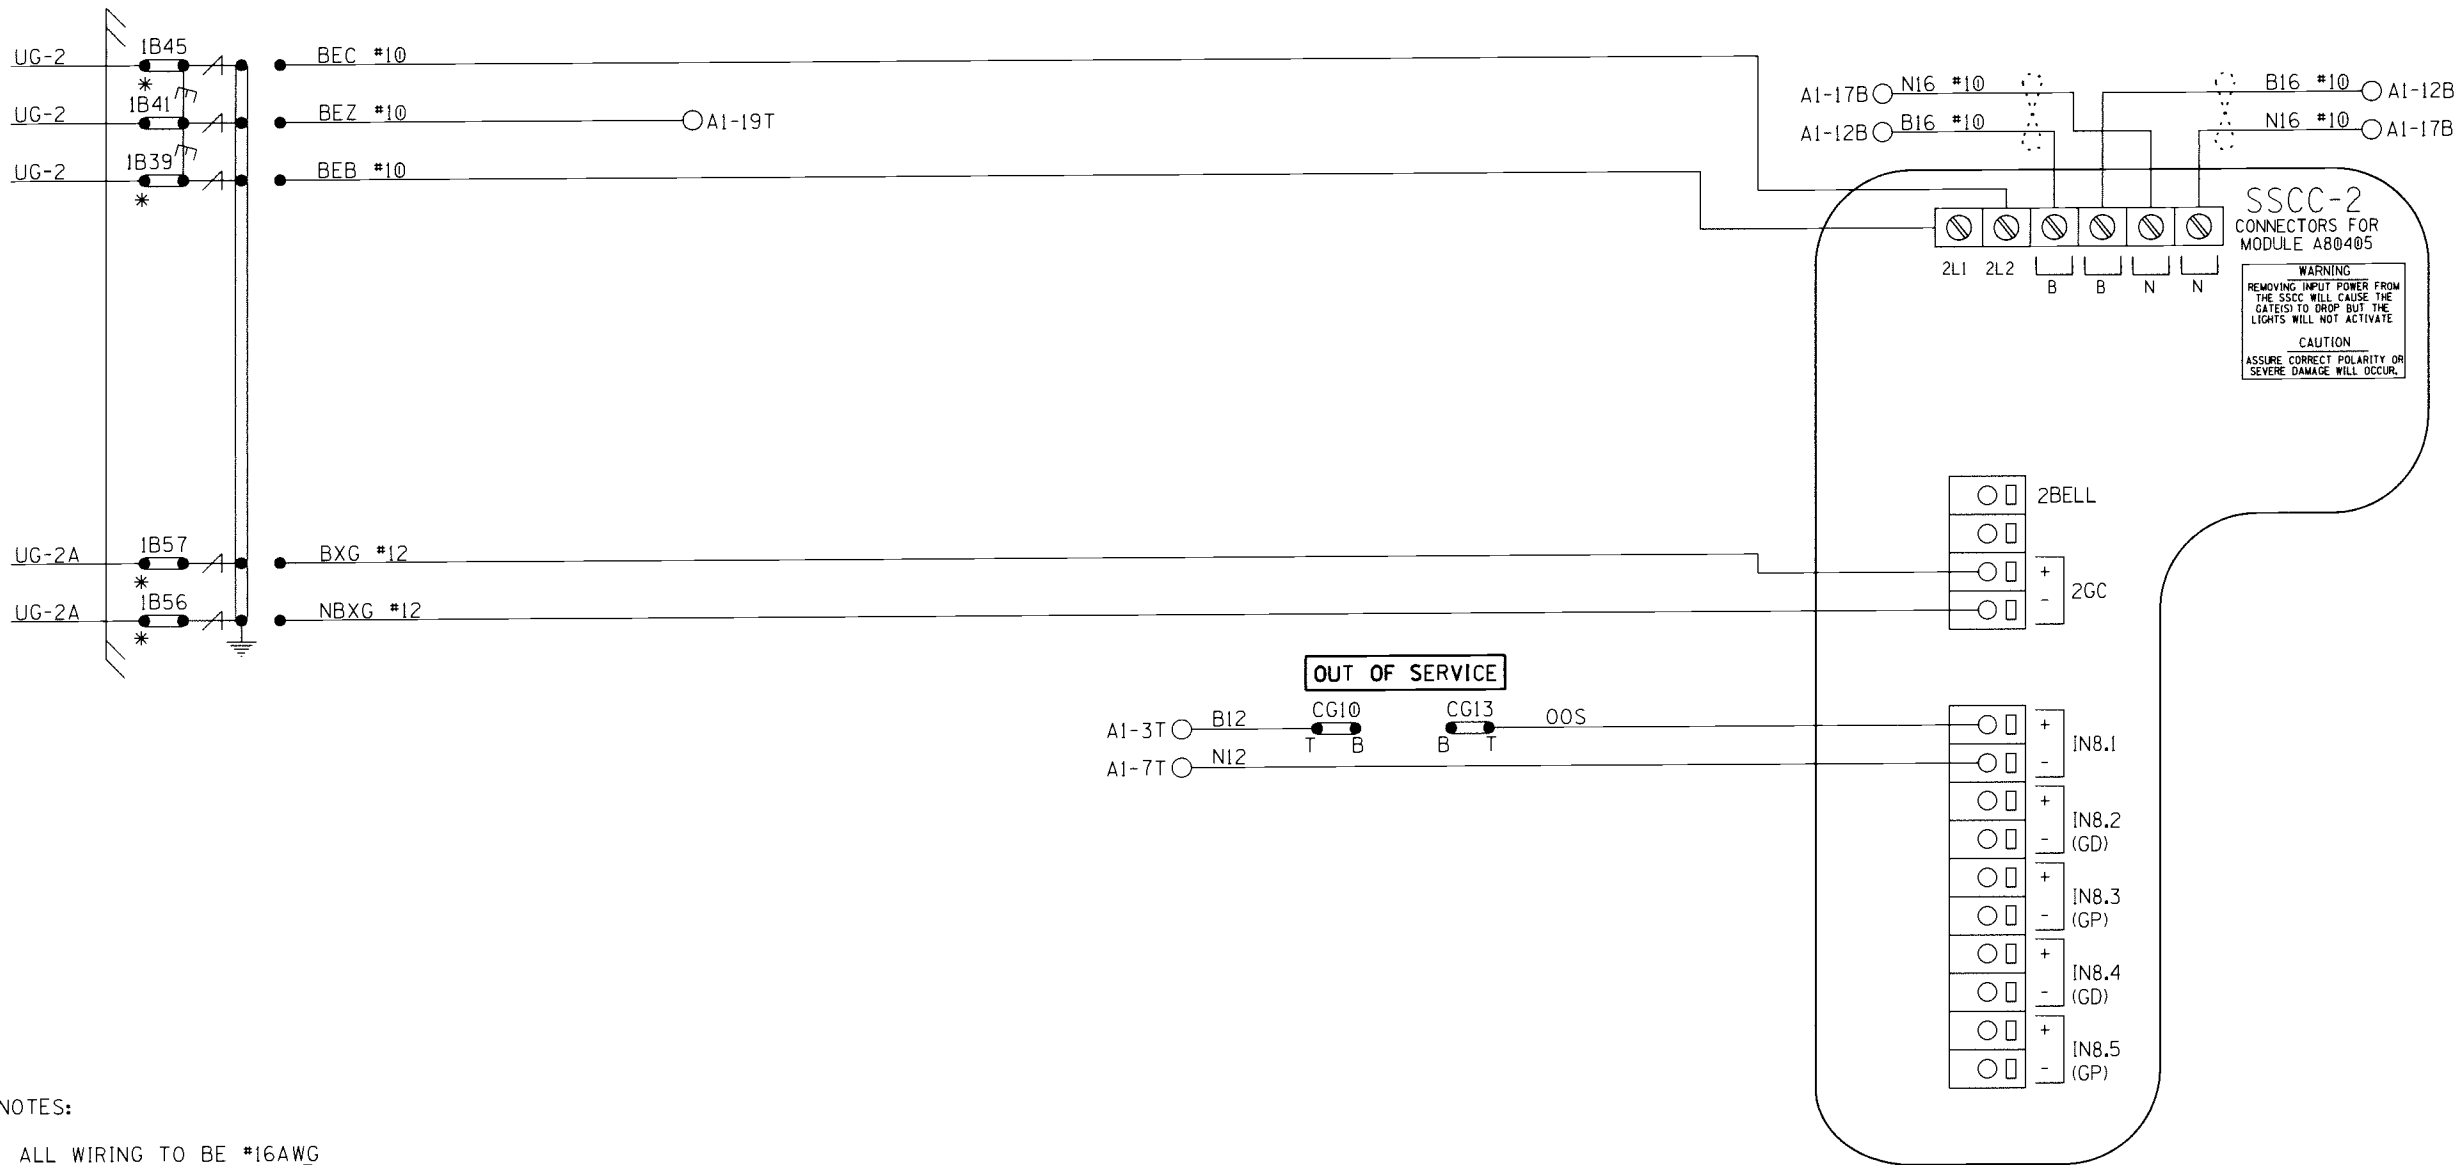 UG-2 1B45 BEC #10
UG-2 1B41 BEZ #10 A1-19T
UG-2 1B39 BEB #10
*
*
A1-17B N16 #10 B16 #10 A1-12B
A1-12B B16 #10 N16 #10 A1-17B
SSCC-2
CONNECTORS FOR
MODULE A80405
2L1 2L2 B B N N
WARNING
REMOVING INPUT POWER FROM
THE SSCC WILL CAUSE THE
GATE(S) TO DROP BUT THE
LIGHTS WILL NOT ACTIVATE
CAUTION
ASSURE CORRECT POLARITY OR
SEVERE DAMAGE WILL OCCUR.
2BELL
UG-2A 1B57 BXG #12
*
UG-2A 1B56 NBXG #12
*
+
- 2GC
OUT OF SERVICE
A1-3T B12 CG10 CG13 OOS
T B B T
A1-7T N12
+
- IN8.1
+
- IN8.2
(GD)
+
- IN8.3
(GP)
+
- IN8.4
(GD)
+
- IN8.5
(GP)
NOTES:
ALL WIRING TO BE #16AWG